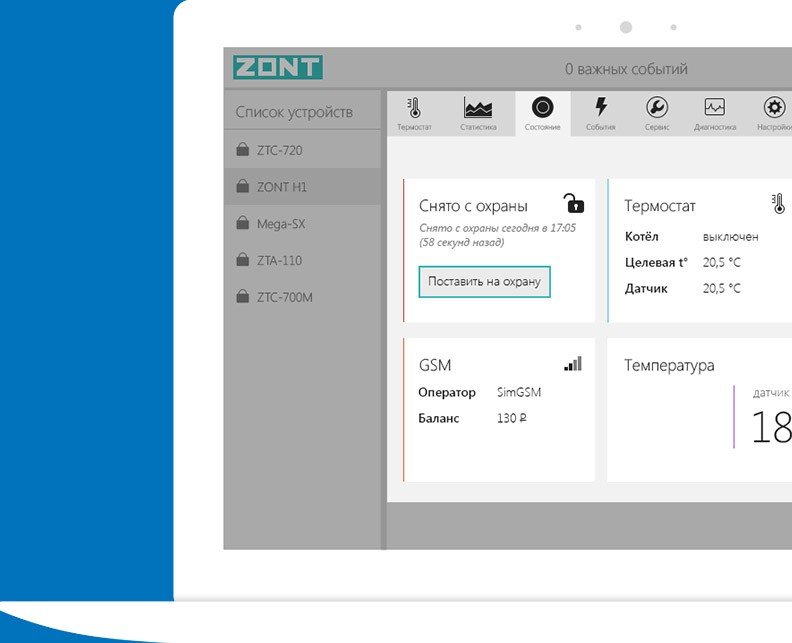 ZONT
0 важных событий
Список устройств
ZTC-720
ZONT H1
Mega-SX
ZTA-110
ZTC-700M
Термостат
Статистика
Состояние
События
Сервис
Диагностика
Настройки
Снято с охраны
Снято с охраны сегодня в 17:05
(58 секунд назад)
Поставить на охрану
Термостат
Котёл выключен
Целевая t° 20,5 °C
Датчик 20,5 °C
GSM
Оператор SimGSM
Баланс 130 ₽
Температура
датчик
18